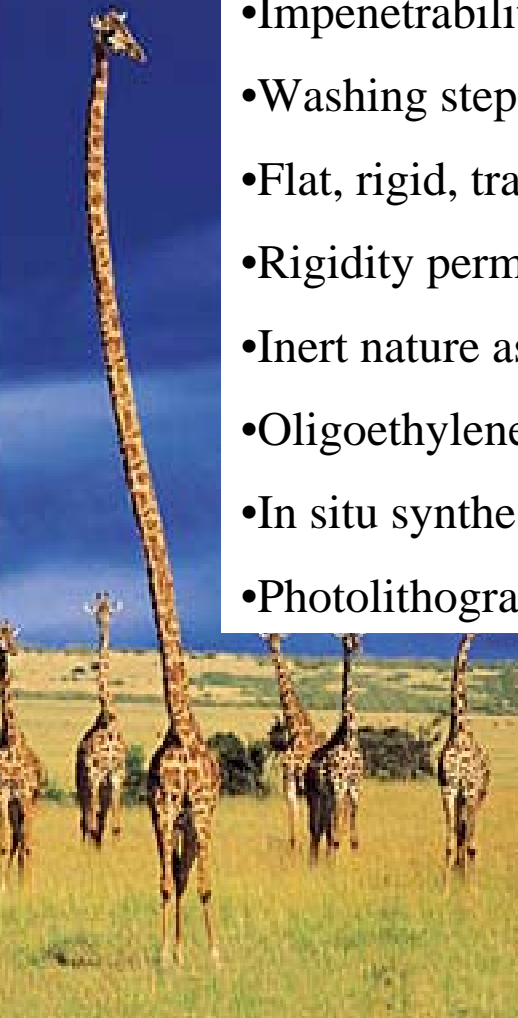 •Impenetrabili
•Washing step
•Flat, rigid, tra
•Rigidity perm
•Inert nature as
•Oligoethylene
•In situ synthe
•Photolithogra